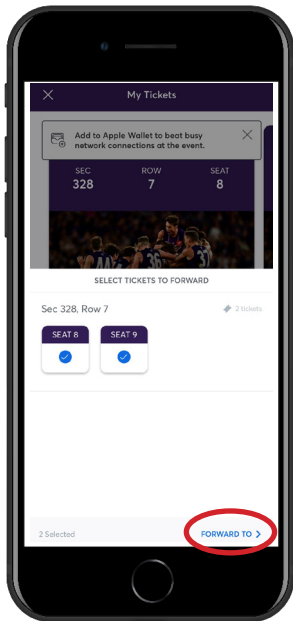 My Tickets
Add to Apple Wallet to beat busy
network connections at the event.
SEC ROW SEAT
328 7 8
36
SELECT TICKETS TO FORWARD
Sec 328, Row 7 2 tickets
SEAT 8 SEAT 9
2 Selected FORWARD TO